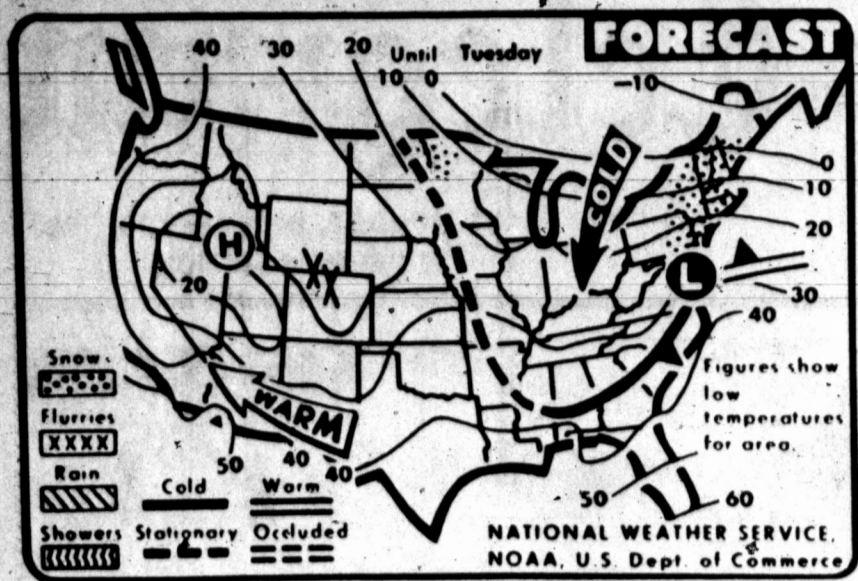 FORECAST
40 30 20 Until Tuesday
10 0
-10
COLD
0
10
20
H
L
20
30
40
Snow
Flurries
XXXX
Rain
Showers
WARM
Figures show
low
temperatures
for area.
50 40 40
50 60
Cold Warm
Stationary Occluded
NATIONAL WEATHER SERVICE,
NOAA, U.S. Dept. of Commerce